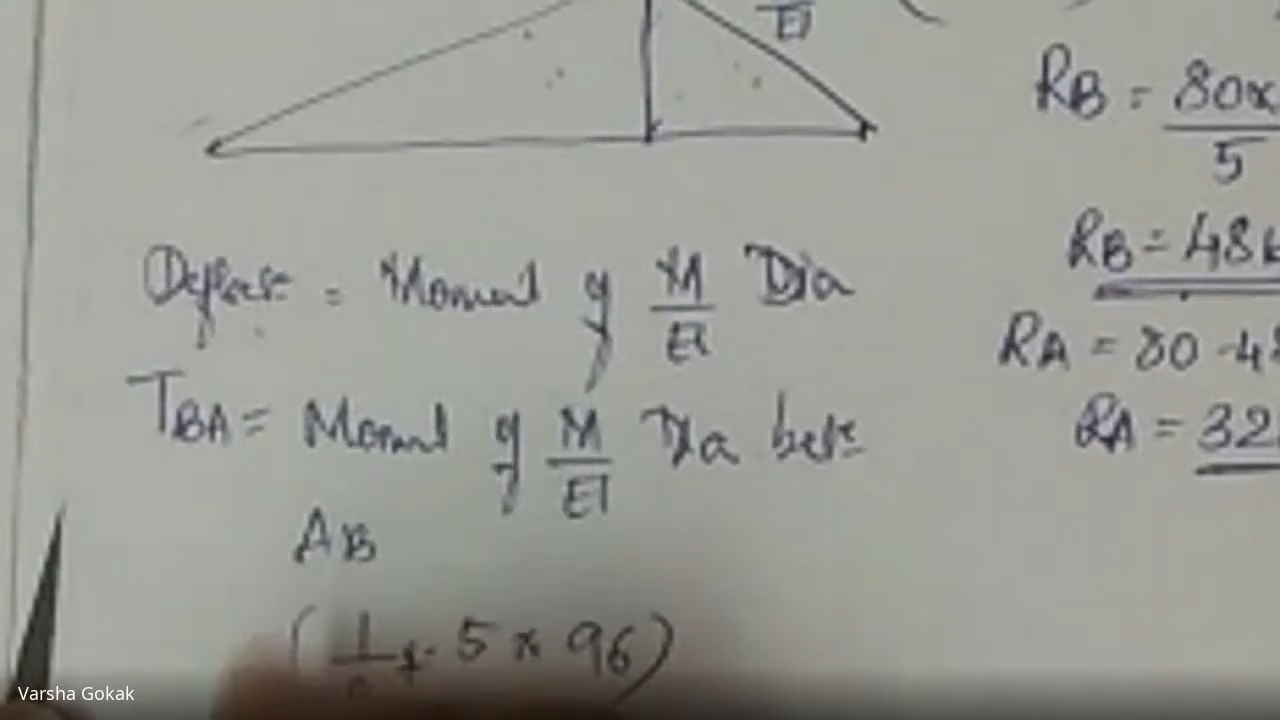 EI
RB = 80x
5
RB = 48k
RA = 80 - 48
RA = 32
Deflec = Moment of M/EI Dia
TBA = Moment of M/EI Dia betn
AB
(1/2 x 5 x 96)
Varsha Gokak